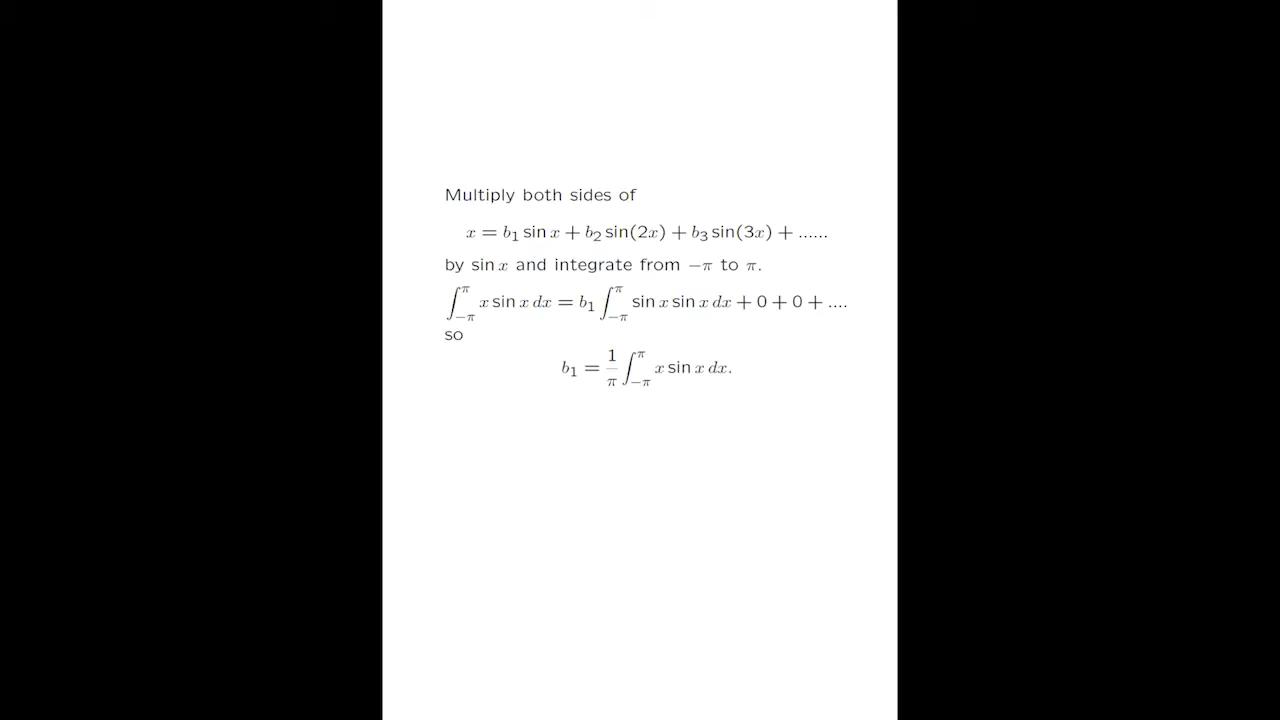 Multiply both sides of
x = b₁ sin x + b₂ sin(2x) + b₃ sin(3x) + ......
by sin x and integrate from −π to π.
∫_{−π}^{π} x sin x dx = b₁ ∫_{−π}^{π} sin x sin x dx + 0 + 0 + ....
so
b₁ = \frac{1}{π} ∫_{−π}^{π} x sin x dx.